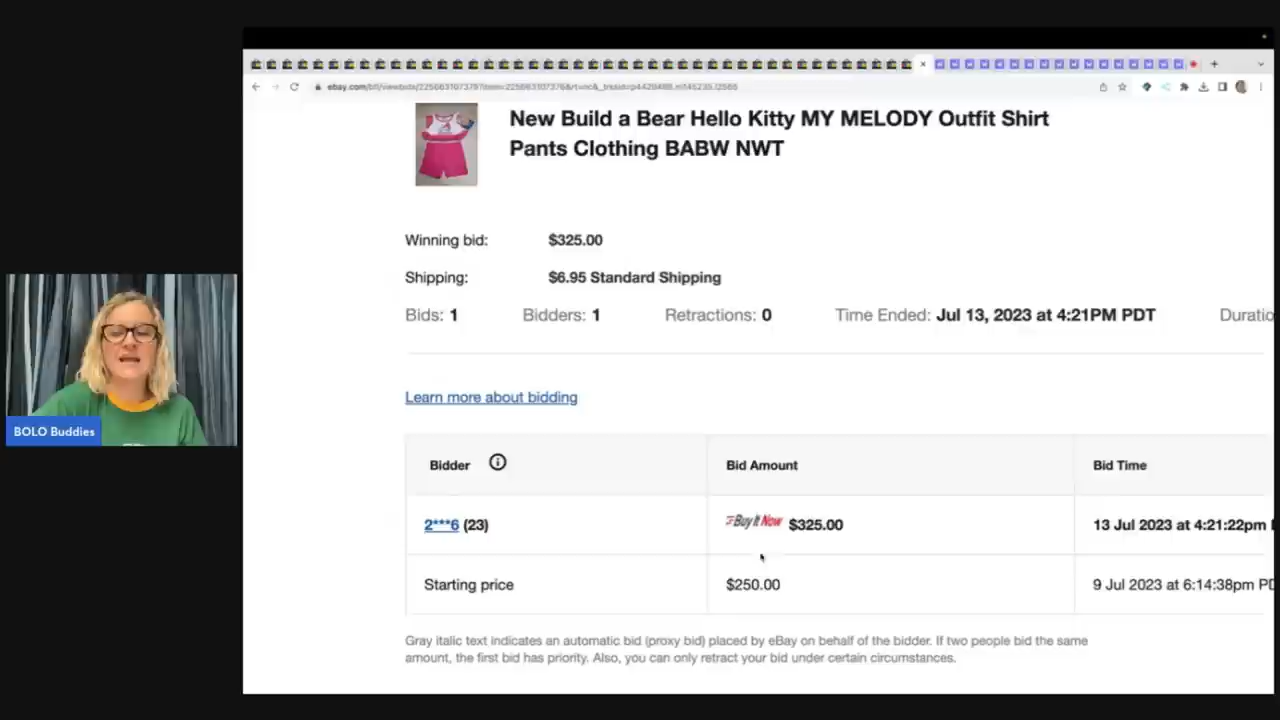 New Build a Bear Hello Kitty MY MELODY Outfit Shirt
Pants Clothing BABW NWT
Winning bid: $325.00
Shipping: $6.95 Standard Shipping
Bids: 1 Bidders: 1 Retractions: 0 Time Ended: Jul 13, 2023 at 4:21PM PDT Duratio
Learn more about bidding
Bidder Bid Amount Bid Time
2***6 (23) Buy It Now $325.00 13 Jul 2023 at 4:21:22pm
Starting price $250.00 9 Jul 2023 at 6:14:38pm PD
Gray italic text indicates an automatic bid (proxy bid) placed by eBay on behalf of the bidder. If two people bid the same
amount, the first bid has priority. Also, you can only retract your bid under certain circumstances.
BOLO Buddies